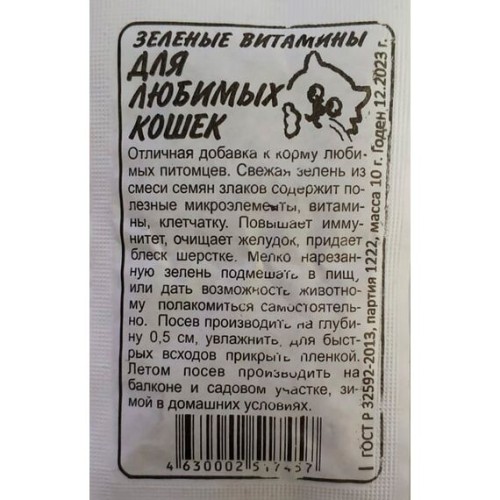 ЗЕЛЕНЫЕ ВИТАМИНЫ
ДЛЯ
ЛЮБИМЫХ
КОШЕК
Отличная добавка к корму люби-
мых питомцев. Свежая зелень из
смеси семян злаков содержит по-
лезные микроэлементы, витами-
ны, клетчатку. Повышает имму-
нитет, очищает желудок, придает
блеск шерстке. Мелко нарезан-
ную зелень подмешать в пищ,
или дать возможность животно-
му полакомиться самостоятель-
но. Посев производить на глуби-
ну 0,5 см, увлажнить, для быст-
рых всходов прикрыть пленкой.
Летом посев производить на
балконе и садовом участке, зи-
мой в домашних условиях.
4630002517457
ГОСТ Р 32592-2013, партия 1222, масса 10 г. Годен 12.2023 г.